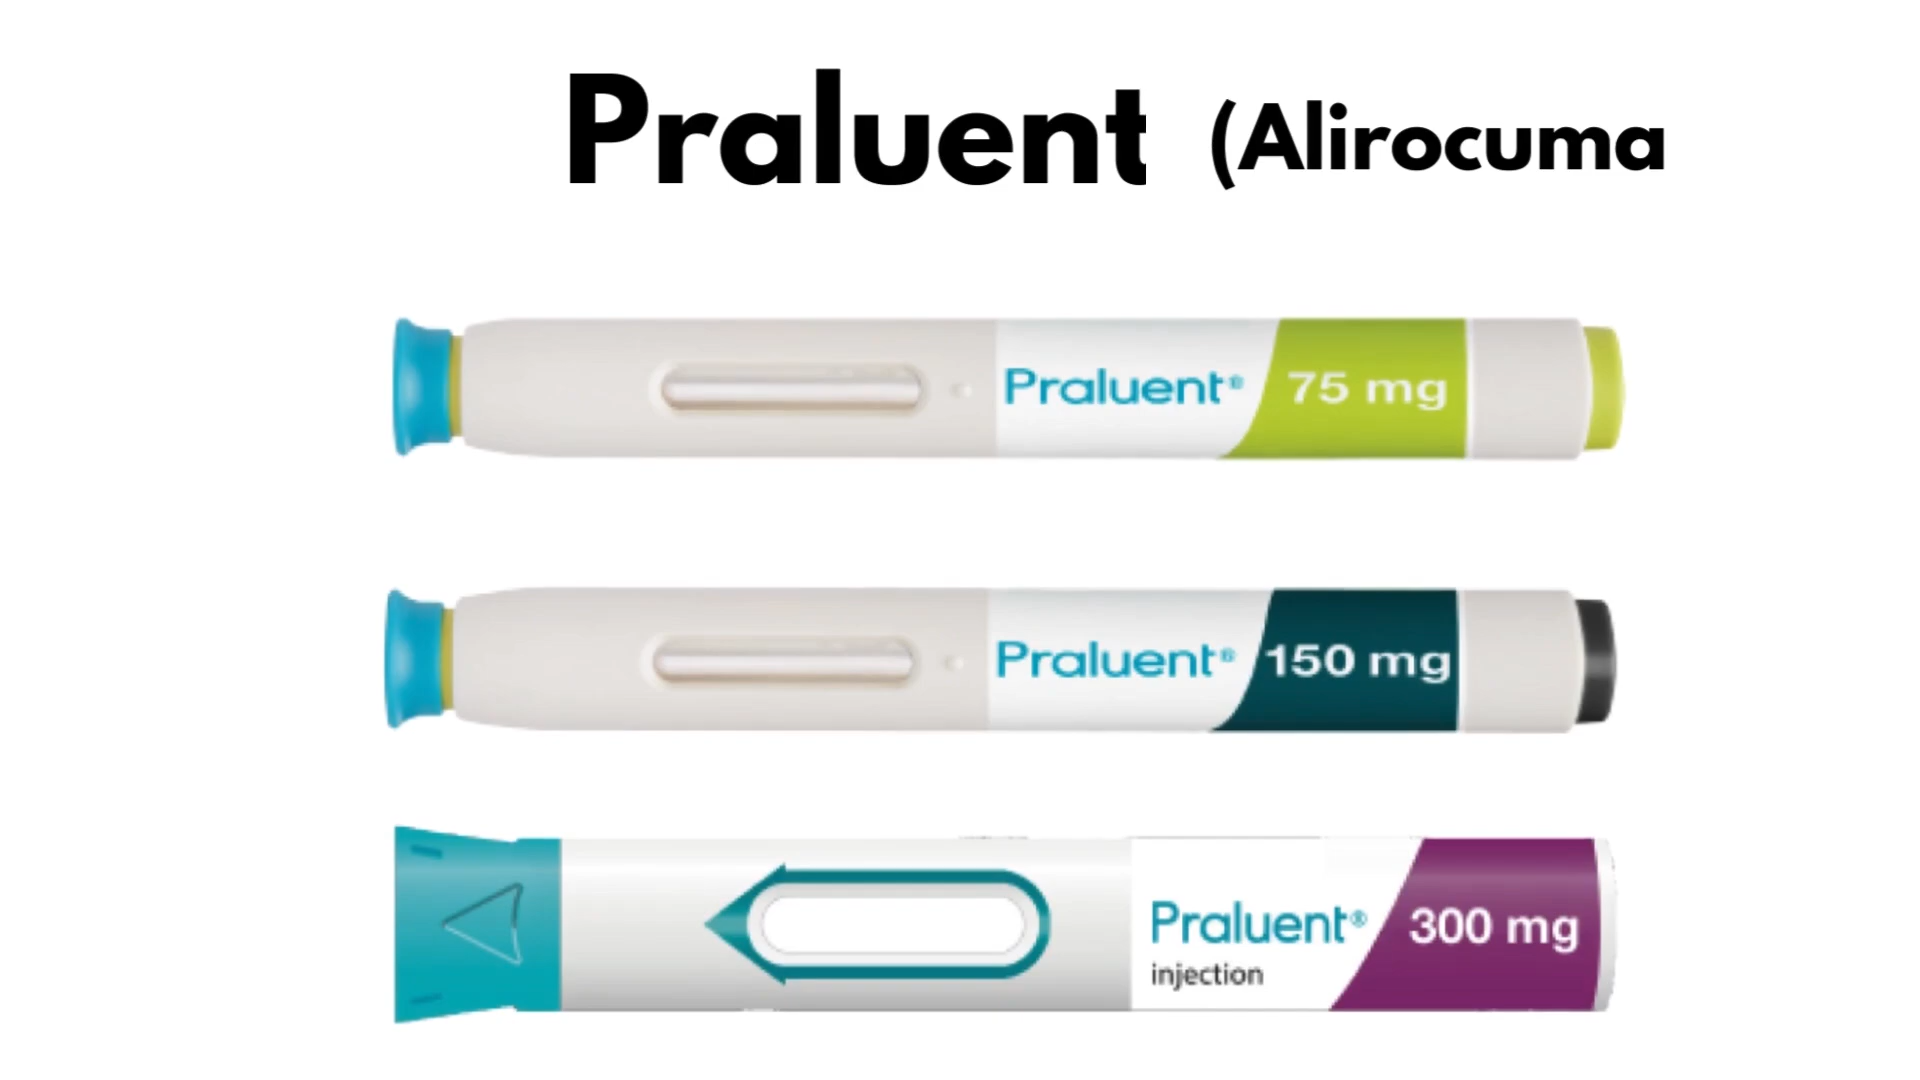 Praluent (Alirocuma
Praluent® 75 mg
Praluent® 150 mg
Praluent® 300 mg
injection